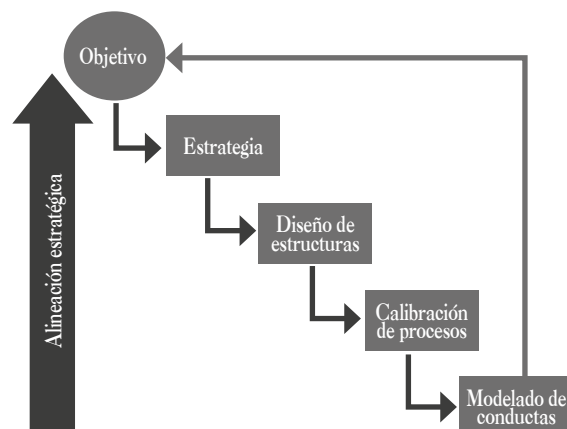 Objetivo
Estrategia
Diseño de
estructuras
Calibración
de procesos
Modelado de
conductas
Alineación estratégica